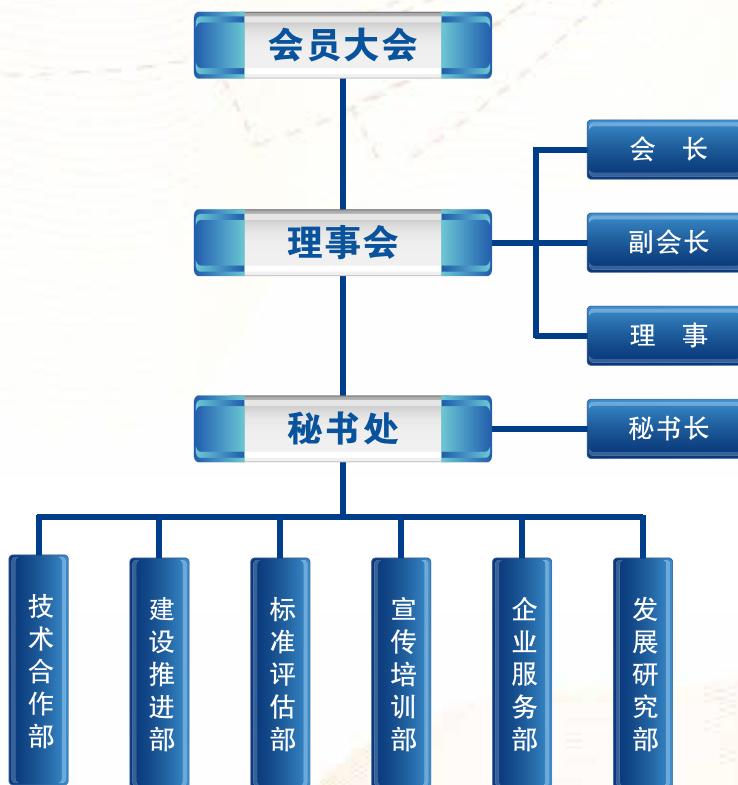 会员大会
会 长
理事会
副会长
理 事
秘书处
秘书长
技术合作部
建设推进部
标准评估部
宣传培训部
企业服务部
发展研究部